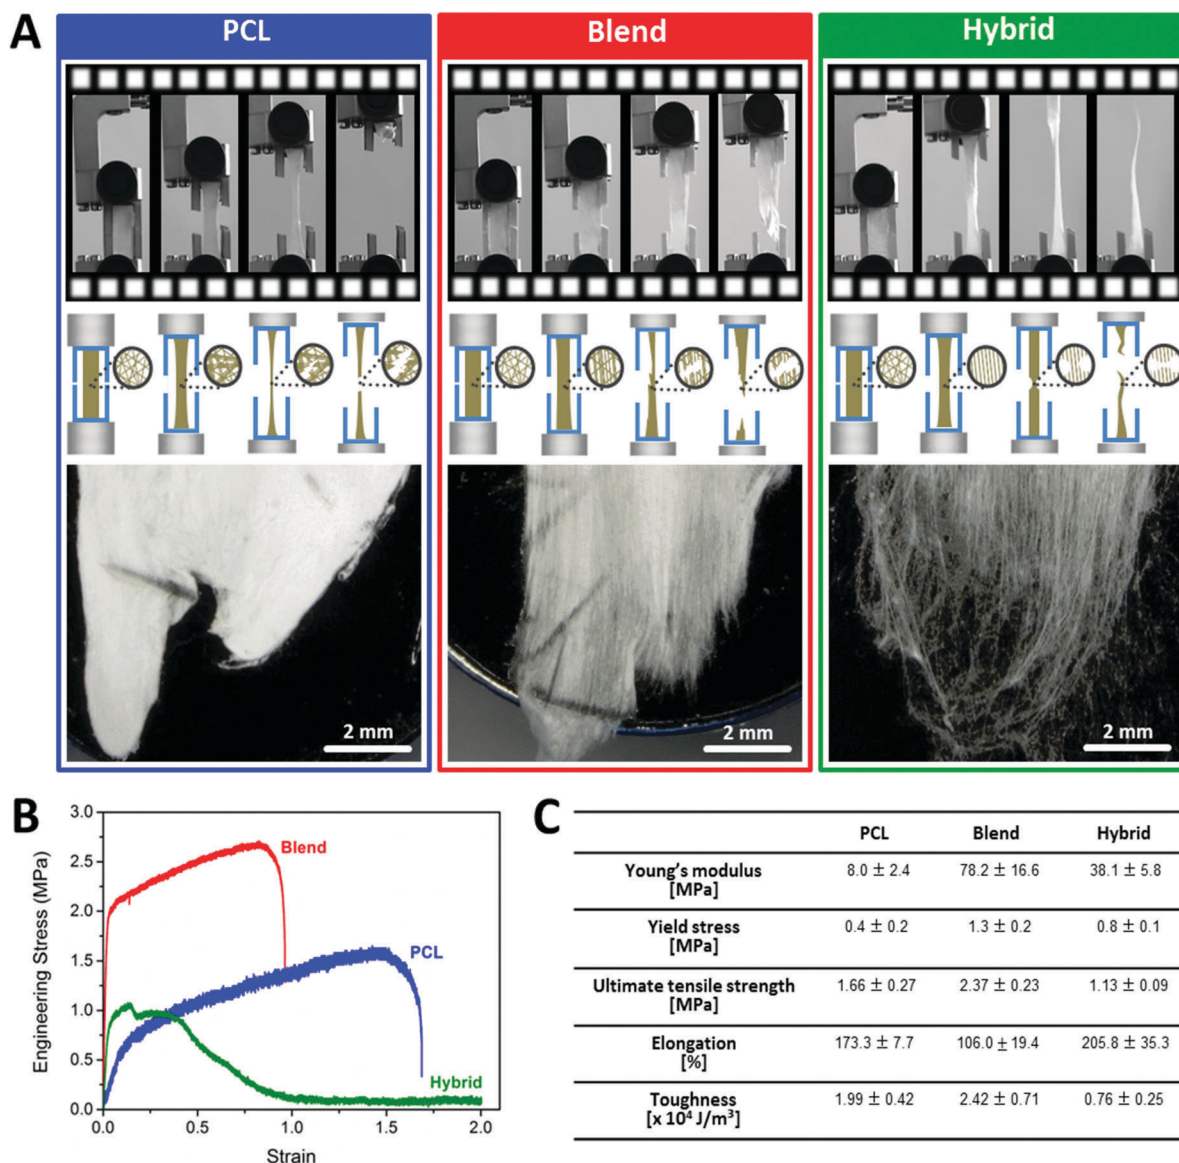 A
PCL
Blend
Hybrid
2 mm
2 mm
2 mm
B
3.0
2.5
2.0
1.5
1.0
0.5
0.0
Engineering Stress (MPa)
Blend
PCL
Hybrid
0.0
0.5
1.0
1.5
2.0
Strain
C
PCL Blend Hybrid
Young's modulus
[MPa]
8.0 ± 2.4 78.2 ± 16.6 38.1 ± 5.8
Yield stress
[MPa]
0.4 ± 0.2 1.3 ± 0.2 0.8 ± 0.1
Ultimate tensile strength
[MPa]
1.66 ± 0.27 2.37 ± 0.23 1.13 ± 0.09
Elongation
[%]
173.3 ± 7.7 106.0 ± 19.4 205.8 ± 35.3
Toughness
[x 10⁴ J/m³]
1.99 ± 0.42 2.42 ± 0.71 0.76 ± 0.25